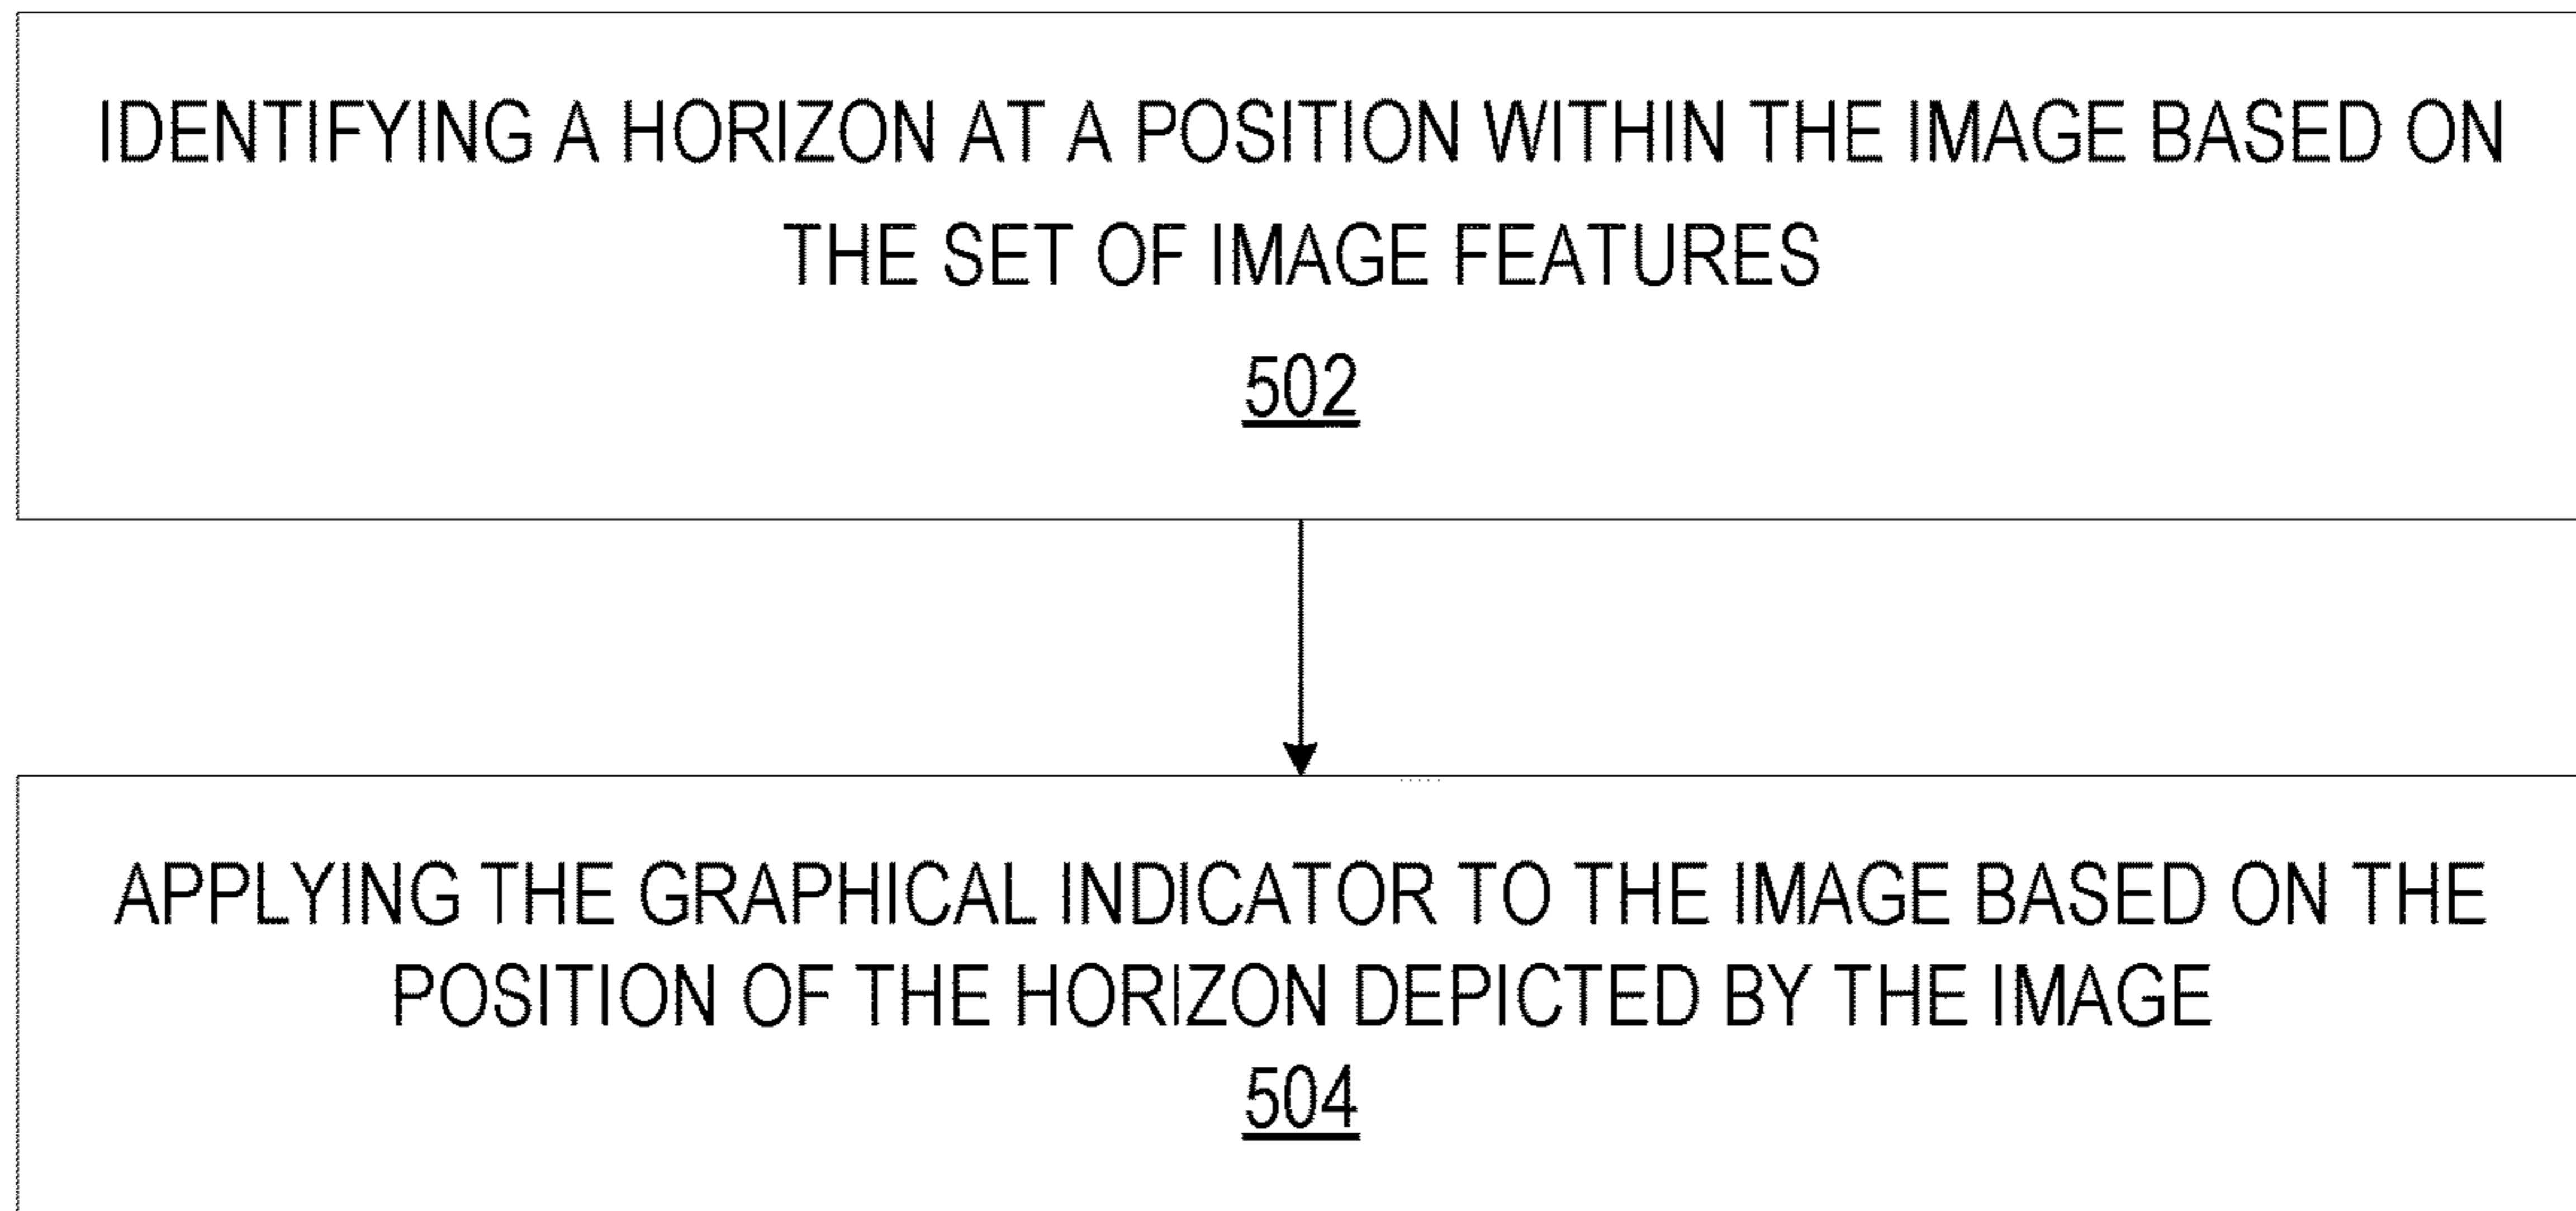 IDENTIFYING A HORIZON AT A POSITION WITHIN THE IMAGE BASED ON
THE SET OF IMAGE FEATURES
502
APPLYING THE GRAPHICAL INDICATOR TO THE IMAGE BASED ON THE
POSITION OF THE HORIZON DEPICTED BY THE IMAGE
504